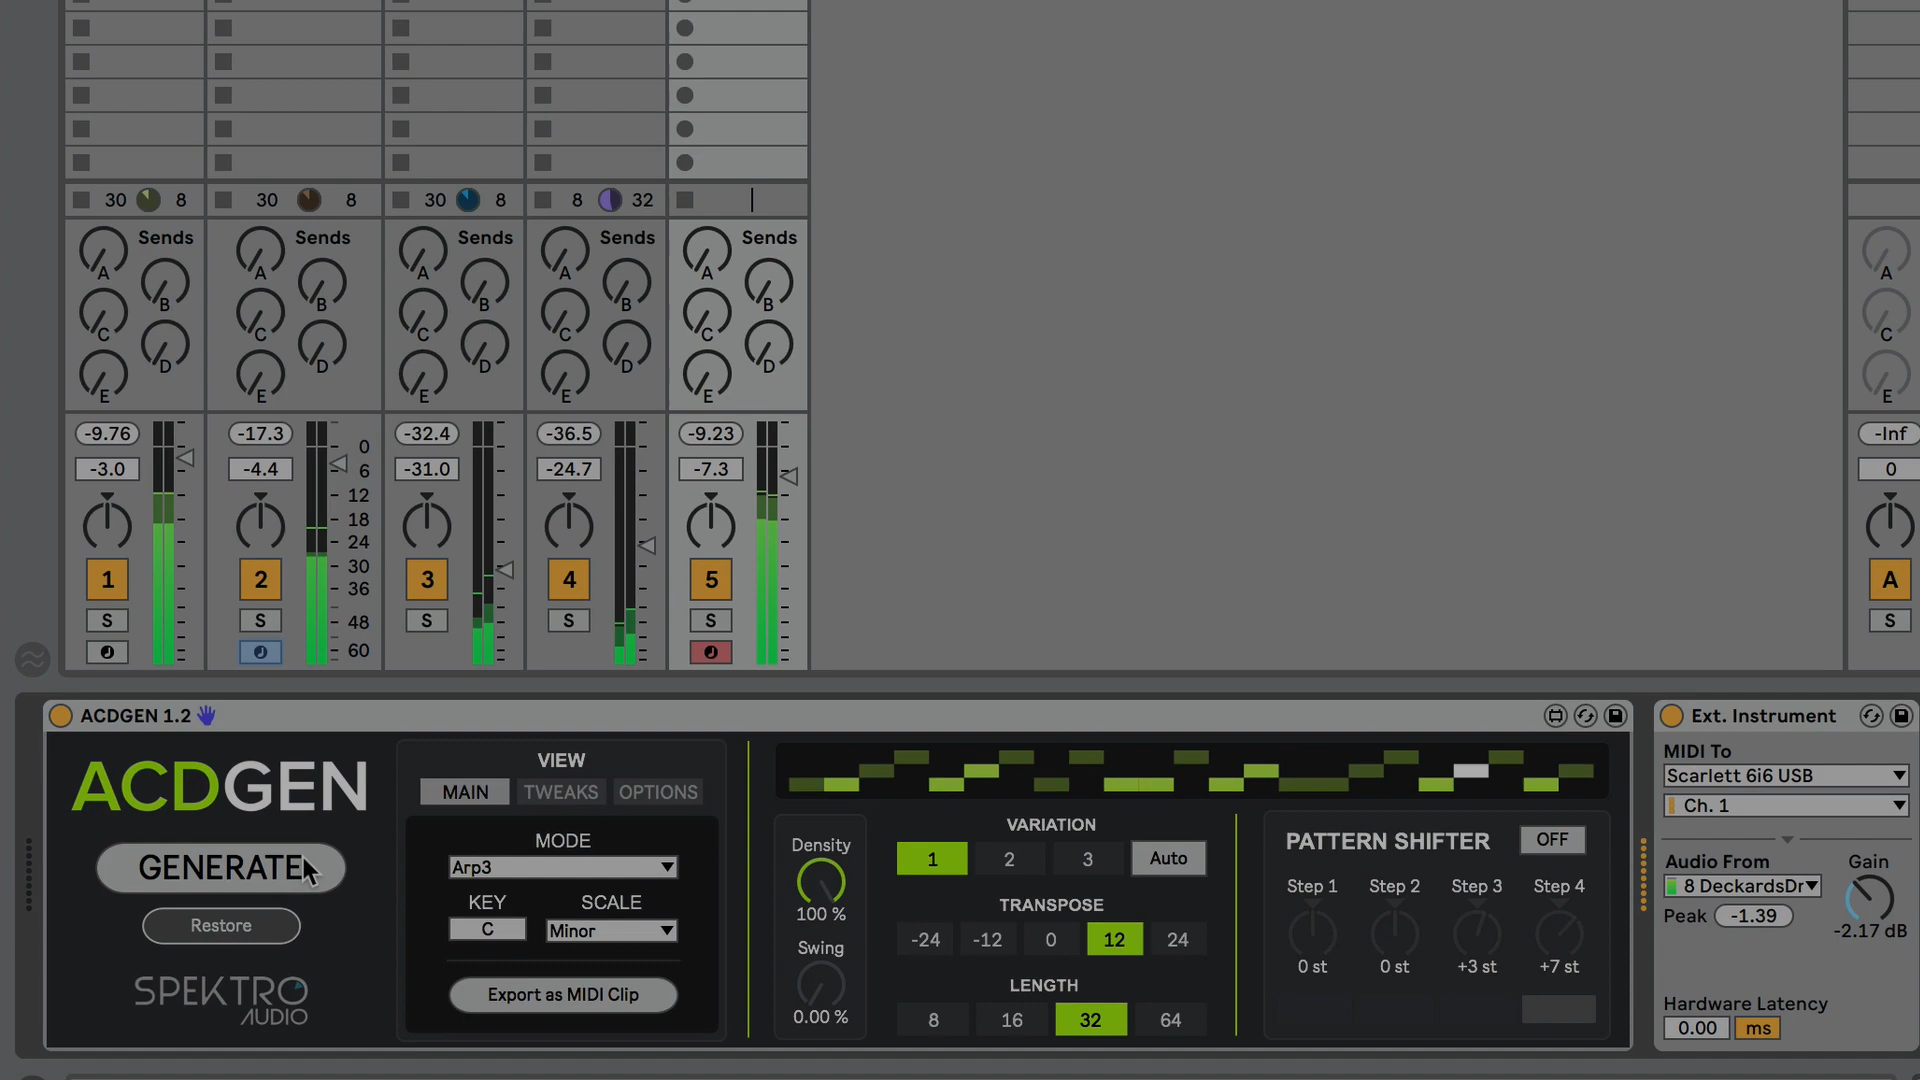 30 8 30 8 30 8 8 32
Sends Sends Sends Sends Sends
A A A A A A
B B B B B
C C C C C C
D D D D D
E E E E E E
-9.76 -17.3 -32.4 -36.5 -9.23 -Inf
-3.0 -4.4 -31.0 -24.7 -7.3 0
0
6
12
18
24
30
36
48
60
1 2 3 4 5 A
S S S S S S
ACDGEN 1.2
ACDGEN
GENERATE
Restore
SPEKTRO
AUDIO
VIEW
MAIN TWEAKS OPTIONS
MODE
Arp3
KEY SCALE
C Minor
Export as MIDI Clip
Density
100 %
Swing
0.00 %
VARIATION
1 2 3 Auto
TRANSPOSE
-24 -12 0 12 24
LENGTH
8 16 32 64
PATTERN SHIFTER OFF
Step 1 Step 2 Step 3 Step 4
0 st 0 st +3 st +7 st
Ext. Instrument
MIDI To
Scarlett 6i6 USB
Ch. 1
Audio From Gain
8 DeckardsDr
Peak -1.39 -2.17 dB
Hardware Latency
0.00 ms